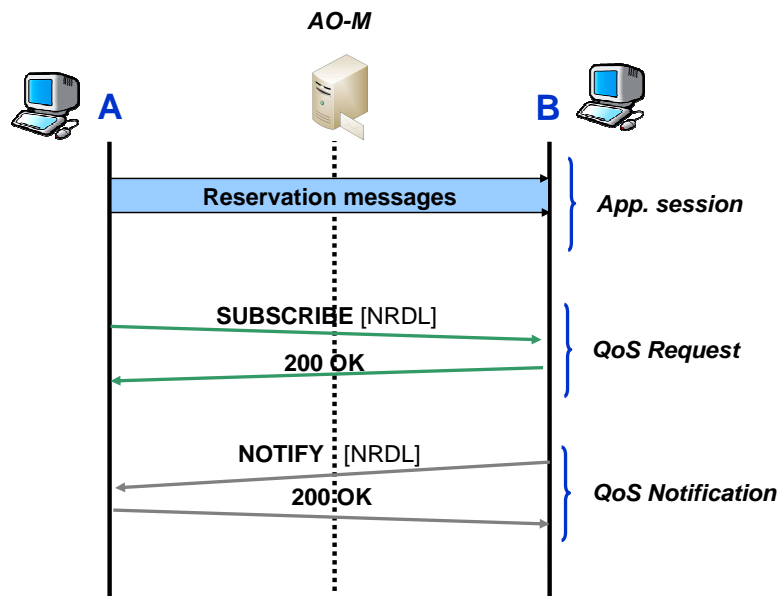 AO-M
A
B
Reservation messages
App. session
SUBSCRIBE [NRDL]
200 OK
QoS Request
NOTIFY [NRDL]
200 OK
QoS Notification